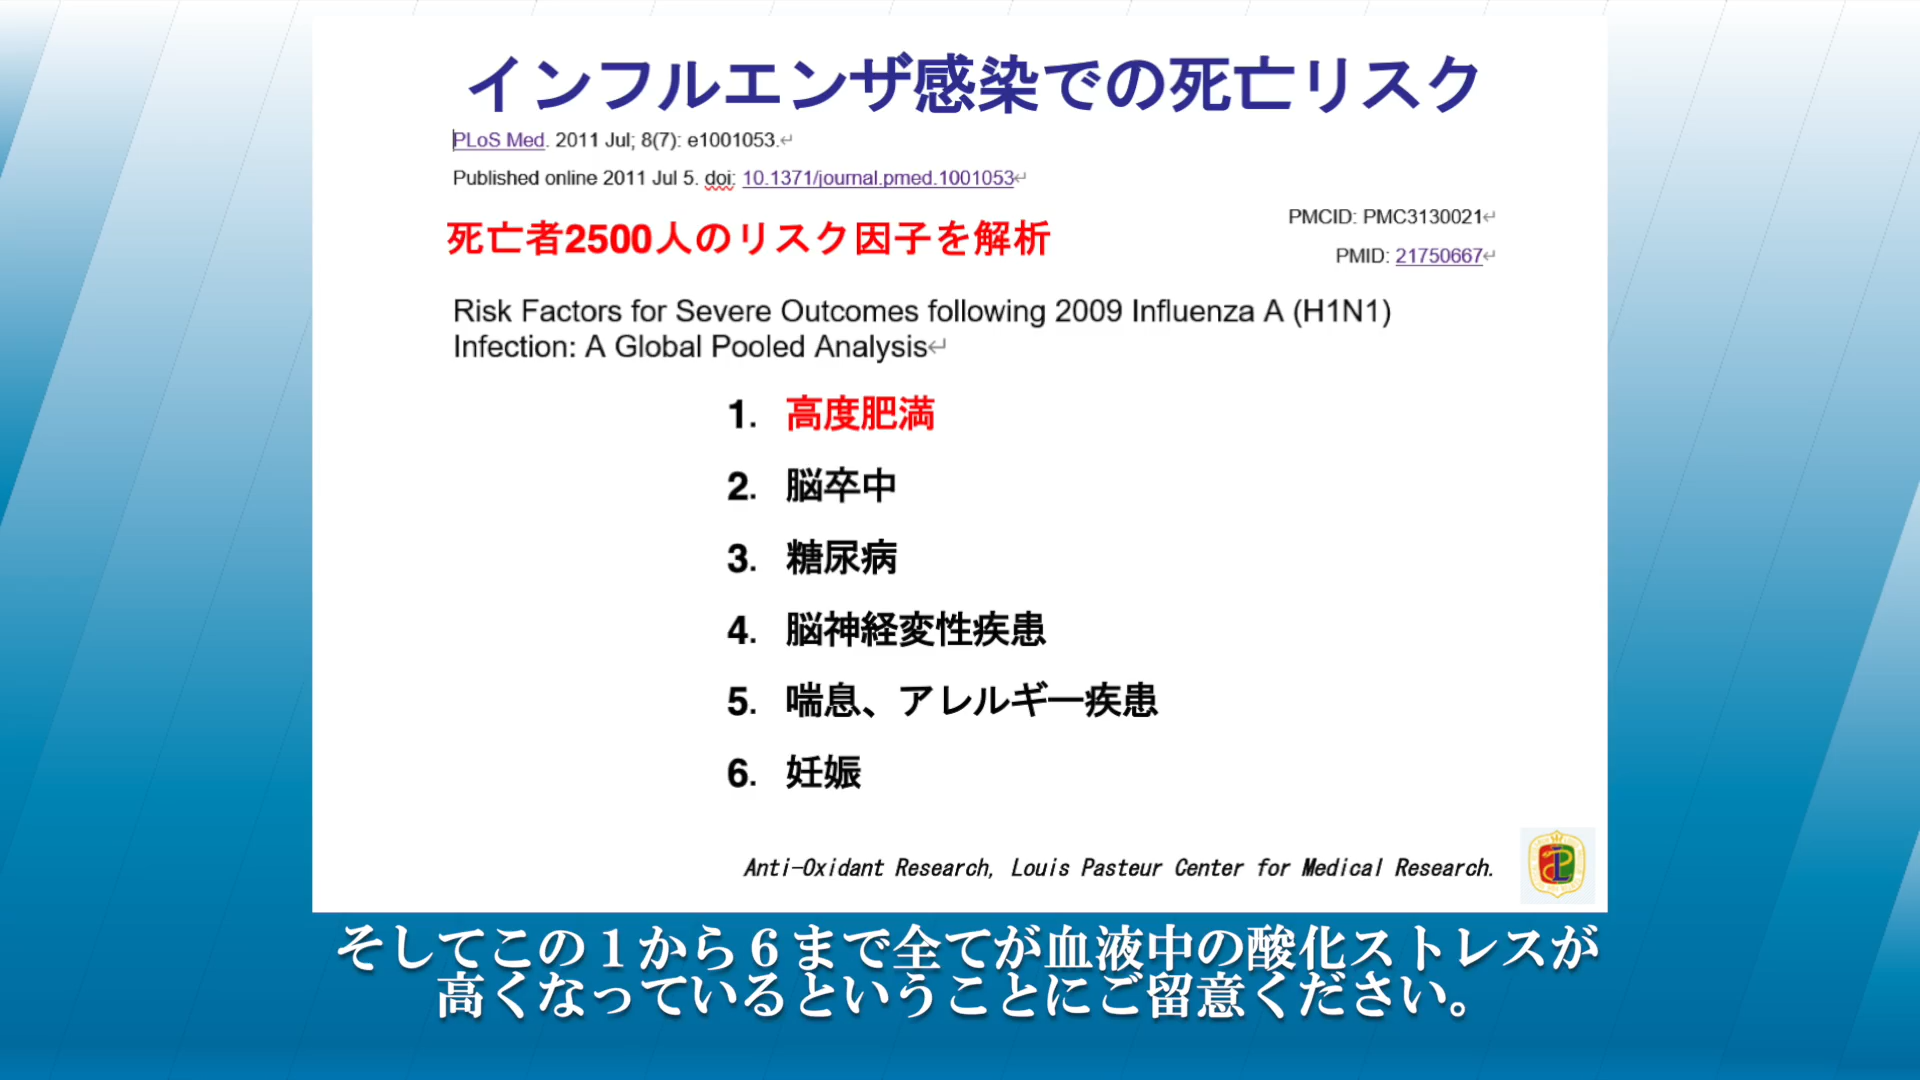 インフルエンザ感染での死亡リスク
PLoS Med. 2011 Jul; 8(7): e1001053.↵
Published online 2011 Jul 5. doi: 10.1371/journal.pmed.1001053↵
PMCID: PMC3130021↵
死亡者2500人のリスク因子を解析
PMID: 21750667↵
Risk Factors for Severe Outcomes following 2009 Influenza A (H1N1)
Infection: A Global Pooled Analysis↵
1. 高度肥満
2. 脳卒中
3. 糖尿病
4. 脳神経変性疾患
5. 喘息、アレルギー疾患
6. 妊娠
Anti-Oxidant Research, Louis Pasteur Center for Medical Research.
そしてこの１から６まで全てが血液中の酸化ストレスが
高くなっているということにご留意ください。